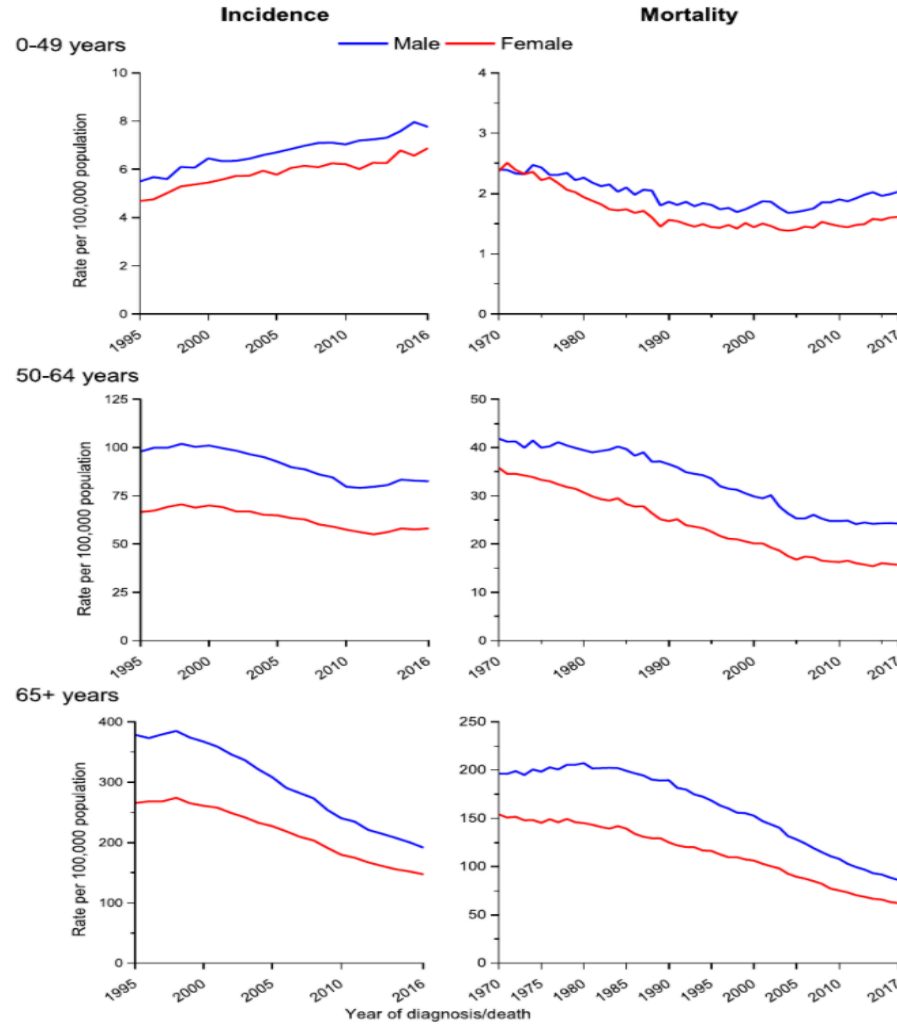 Incidence Mortality
0-49 years
Male Female
Rate per 100,000 population
10
8
6
4
2
0
1995 2000 2005 2010 2016
4
3
2
1
0
1970 1980 1990 2000 2010 2017
50-64 years
Rate per 100,000 population
125
100
75
50
25
0
1995 2000 2005 2010 2016
50
40
30
20
10
0
1970 1980 1990 2000 2010 2017
65+ years
Rate per 100,000 population
400
300
200
100
0
1995 2000 2005 2010 2016
250
200
150
100
50
0
1970 1975 1980 1985 1990 1995 2000 2005 2010 2017
Year of diagnosis/death